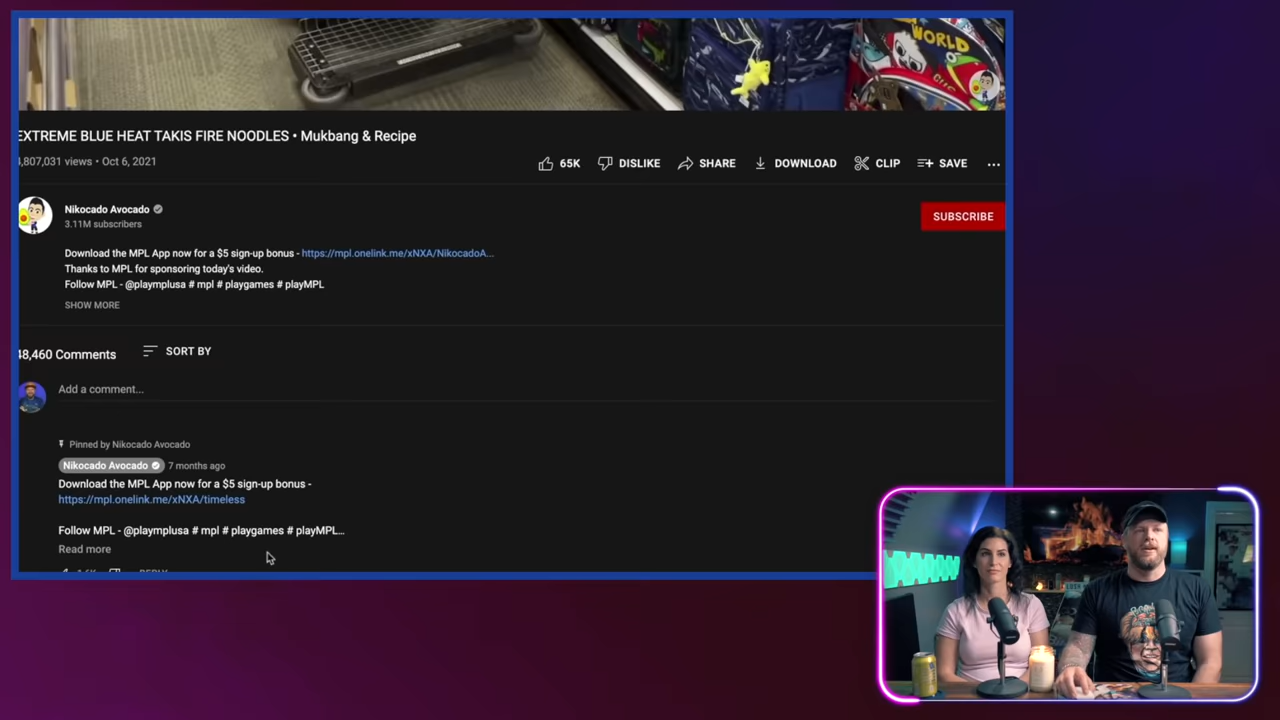 WORLD
EXTREME BLUE HEAT TAKIS FIRE NOODLES • Mukbang & Recipe
4,807,031 views • Oct 6, 2021
65K
DISLIKE
SHARE
DOWNLOAD
CLIP
SAVE
...
Nikocado Avocado
3.11M subscribers
SUBSCRIBE
Download the MPL App now for a $5 sign-up bonus - https://mpl.onelink.me/xNXA/NikocadoA...
Thanks to MPL for sponsoring today's video.
Follow MPL - @playmplusa # mpl # playgames # playMPL
SHOW MORE
48,460 Comments
SORT BY
Add a comment...
Pinned by Nikocado Avocado
Nikocado Avocado 7 months ago
Download the MPL App now for a $5 sign-up bonus -
https://mpl.onelink.me/xNXA/timeless
Follow MPL - @playmplusa # mpl # playgames # playMPL...
Read more
REPLY